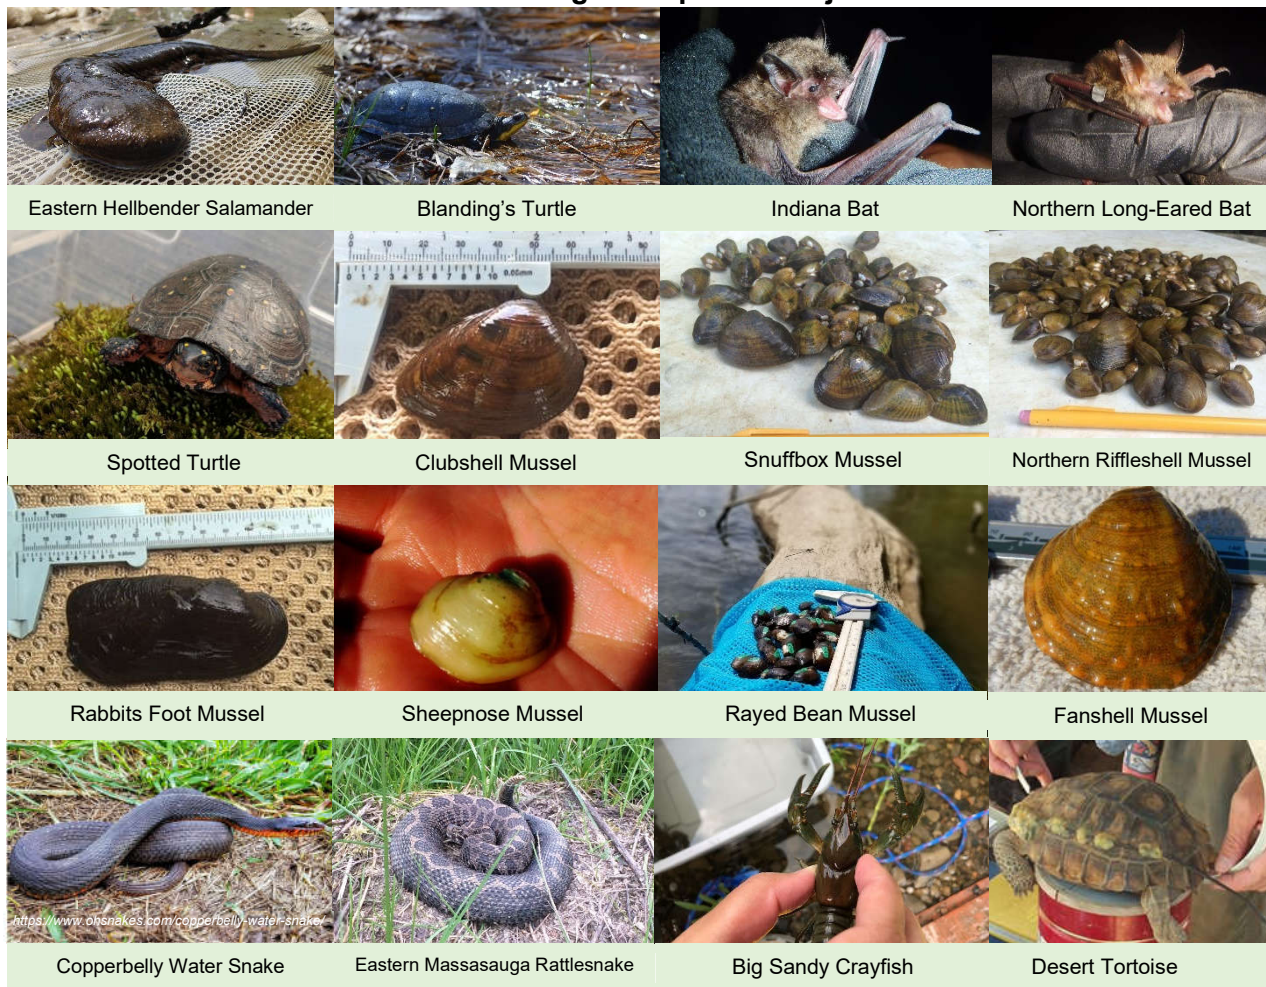 Eastern Hellbender Salamander
Blanding’s Turtle
Indiana Bat
Northern Long-Eared Bat
Spotted Turtle
Clubshell Mussel
Snuffbox Mussel
Northern Riffleshell Mussel
Rabbits Foot Mussel
Sheepnose Mussel
Rayed Bean Mussel
Fanshell Mussel
https://www.ohsnakes.com/copperbelly-water-snake/
Copperbelly Water Snake
Eastern Massasauga Rattlesnake
Big Sandy Crayfish
Desert Tortoise